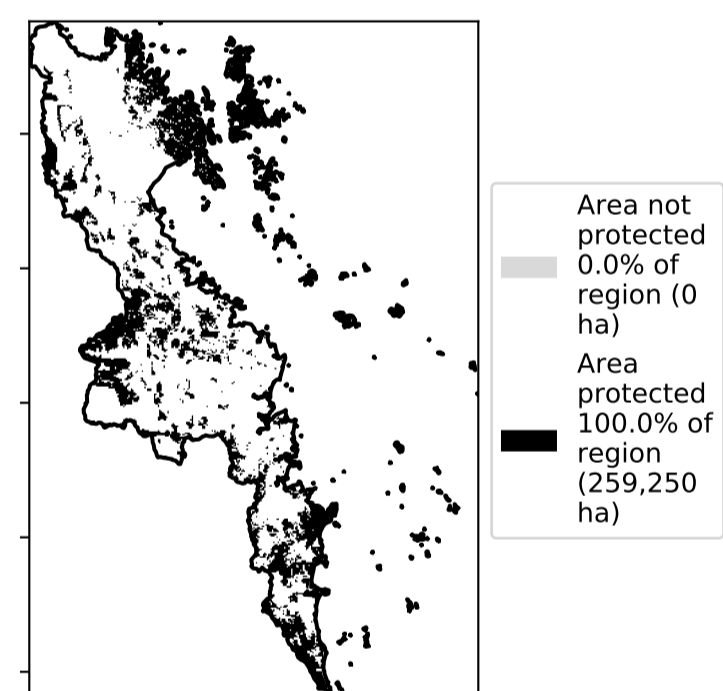 Area not
protected
0.0% of
region (0
ha)
Area
protected
100.0% of
region
(259,250
ha)